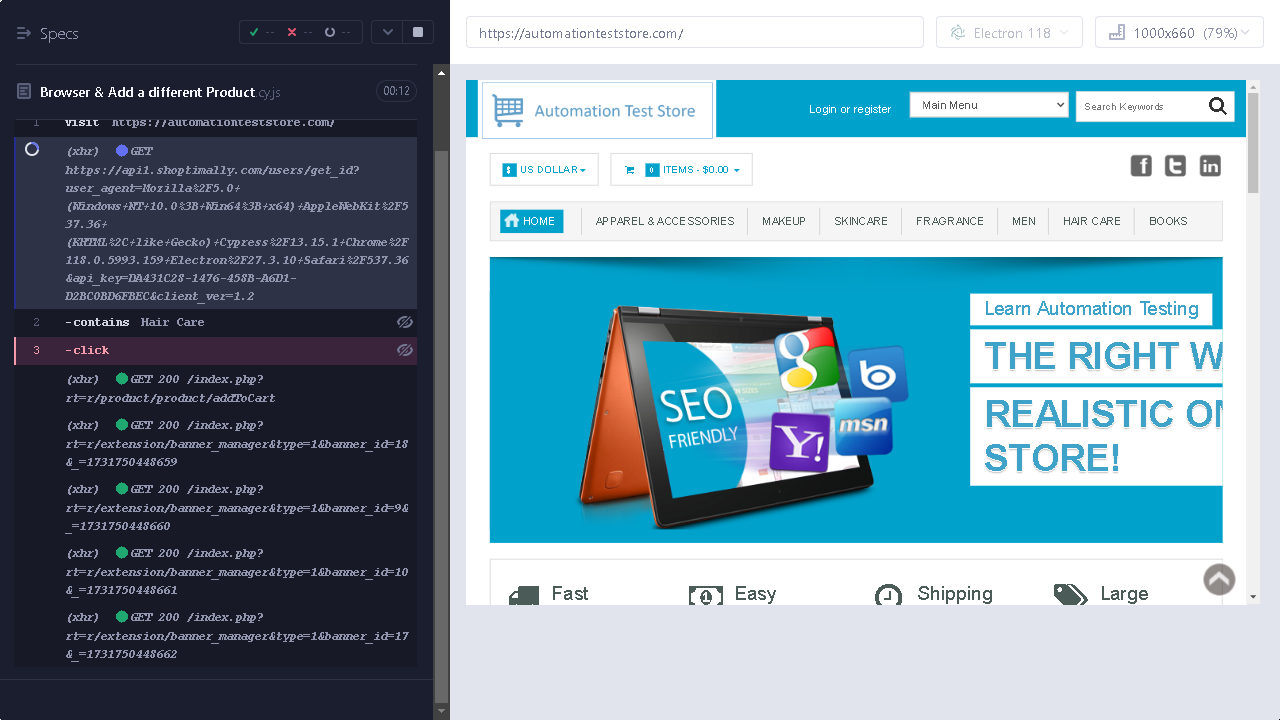 Specs
--
--
--
Browser & Add a different Product cy.js
00:12
1 visit https://automationteststore.com/
(xhr) GET
https://api1.shoptimally.com/users/get_id?
user_agent=Mozilla%2F5.0+
(Windows+NT+10.0%3B+Win64%3B+x64)+AppleWebKit%2F5
37.36+
(KHTML%2C+like+Gecko)+Cypress%2F13.15.1+Chrome%2F
118.0.5993.159+Electron%2F27.3.10+Safari%2F537.36
&api_key=DA431C28-1476-458B-A6D1-
D2BC0BD6FBEC&client_ver=1.2
2 -contains Hair Care
3 -click
(xhr) GET 200 /index.php?
rt=r/product/product/addToCart
(xhr) GET 200 /index.php?
rt=r/extension/banner_manager&type=1&banner_id=18
&_=1731750448659
(xhr) GET 200 /index.php?
rt=r/extension/banner_manager&type=1&banner_id=9&
_=1731750448660
(xhr) GET 200 /index.php?
rt=r/extension/banner_manager&type=1&banner_id=10
&_=1731750448661
(xhr) GET 200 /index.php?
rt=r/extension/banner_manager&type=1&banner_id=17
&_=1731750448662
https://automationteststore.com/
Electron 118
1000x660 (79%)
Automation Test Store
Login or register
Main Menu
Search Keywords
$ US DOLLAR
0 ITEMS - $0.00
f
t
in
HOME
APPAREL & ACCESSORIES
MAKEUP
SKINCARE
FRAGRANCE
MEN
HAIR CARE
BOOKS
SEO
FRIENDLY
g
b
Y!
msn
Learn Automation Testing
THE RIGHT W
REALISTIC ON
STORE!
Fast
Easy
Shipping
Large